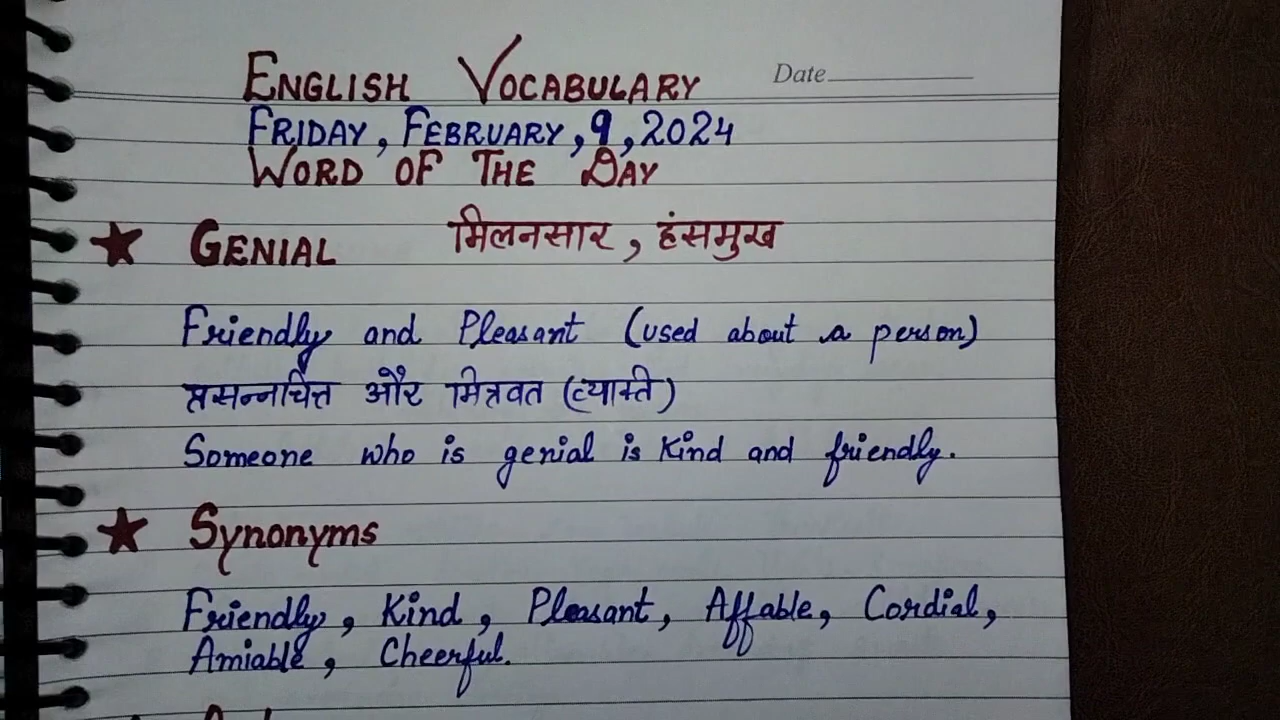 ENGLISH VOCABULARY Date
FRIDAY, FEBRUARY, 9, 2024
WORD OF THE DAY
★ GENIAL मिलनसार, हंसमुख
Friendly and Pleasant (used about a person)
प्रसन्नचित्त और मित्रवत (व्यक्ति)
Someone who is genial is Kind and friendly.
★ Synonyms
Friendly, Kind, Pleasant, Affable, Cordial,
Amiable, Cheerful.